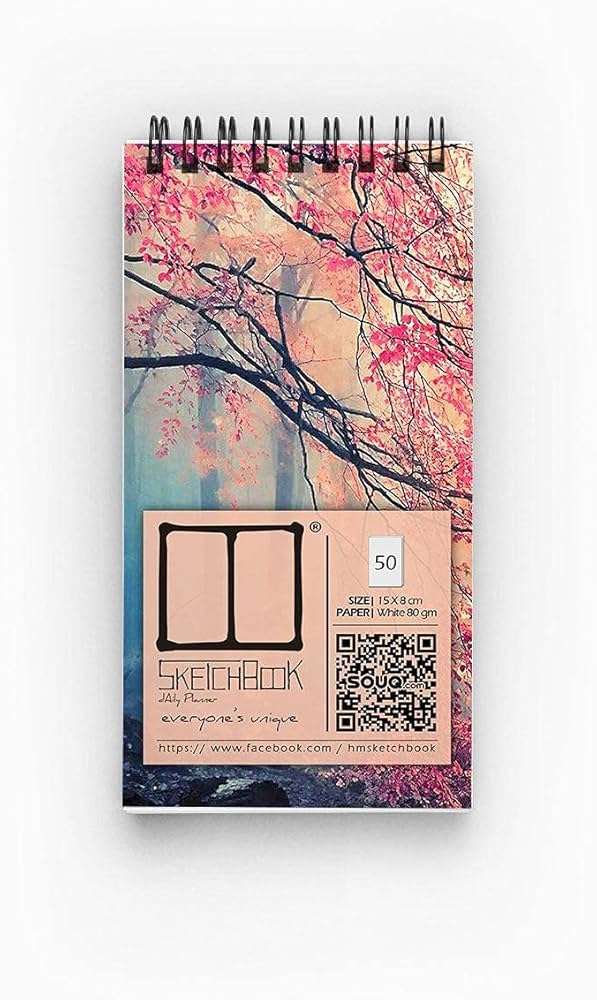 ®
SKETCHBOOK
dAily Planner
everyone's unique
50
SIZE| 15 X 8 cm
PAPER| White 80 gm
SOUQ.com
https:// www.facebook.com / hmsketchbook